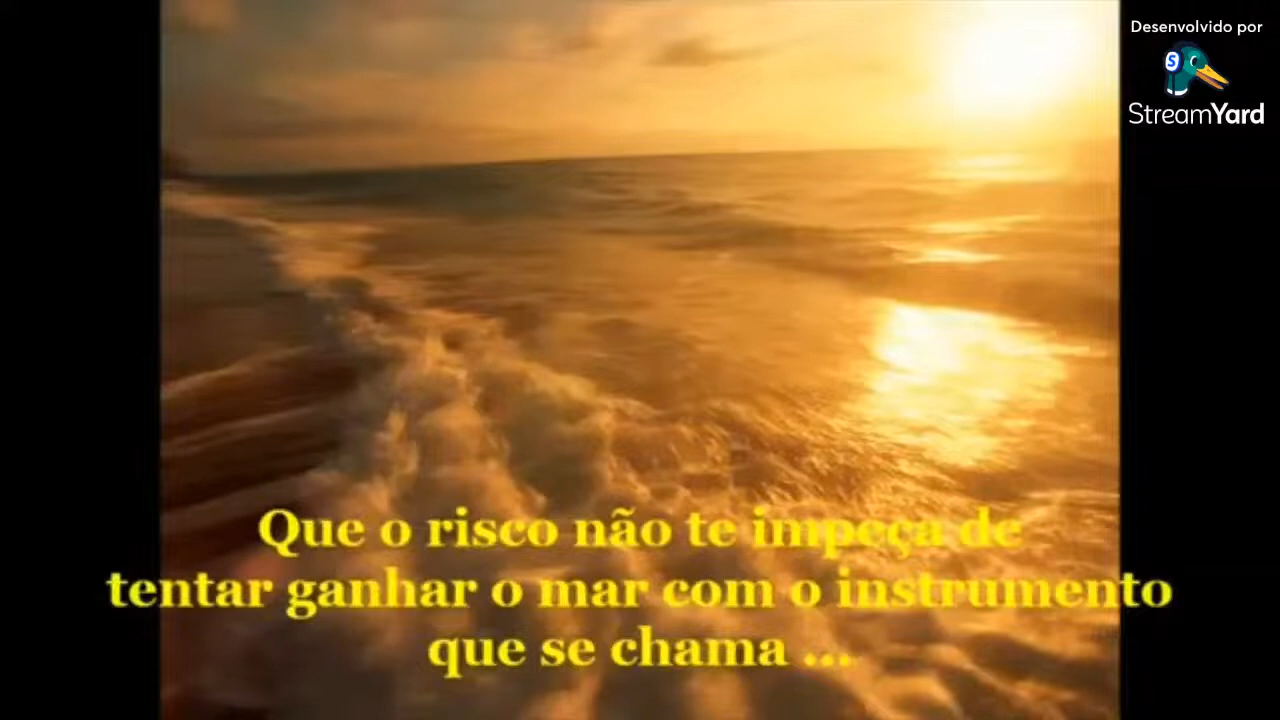 Desenvolvido por
StreamYard
Que o risco não te impeça de
tentar ganhar o mar com o instrumento
que se chama ...